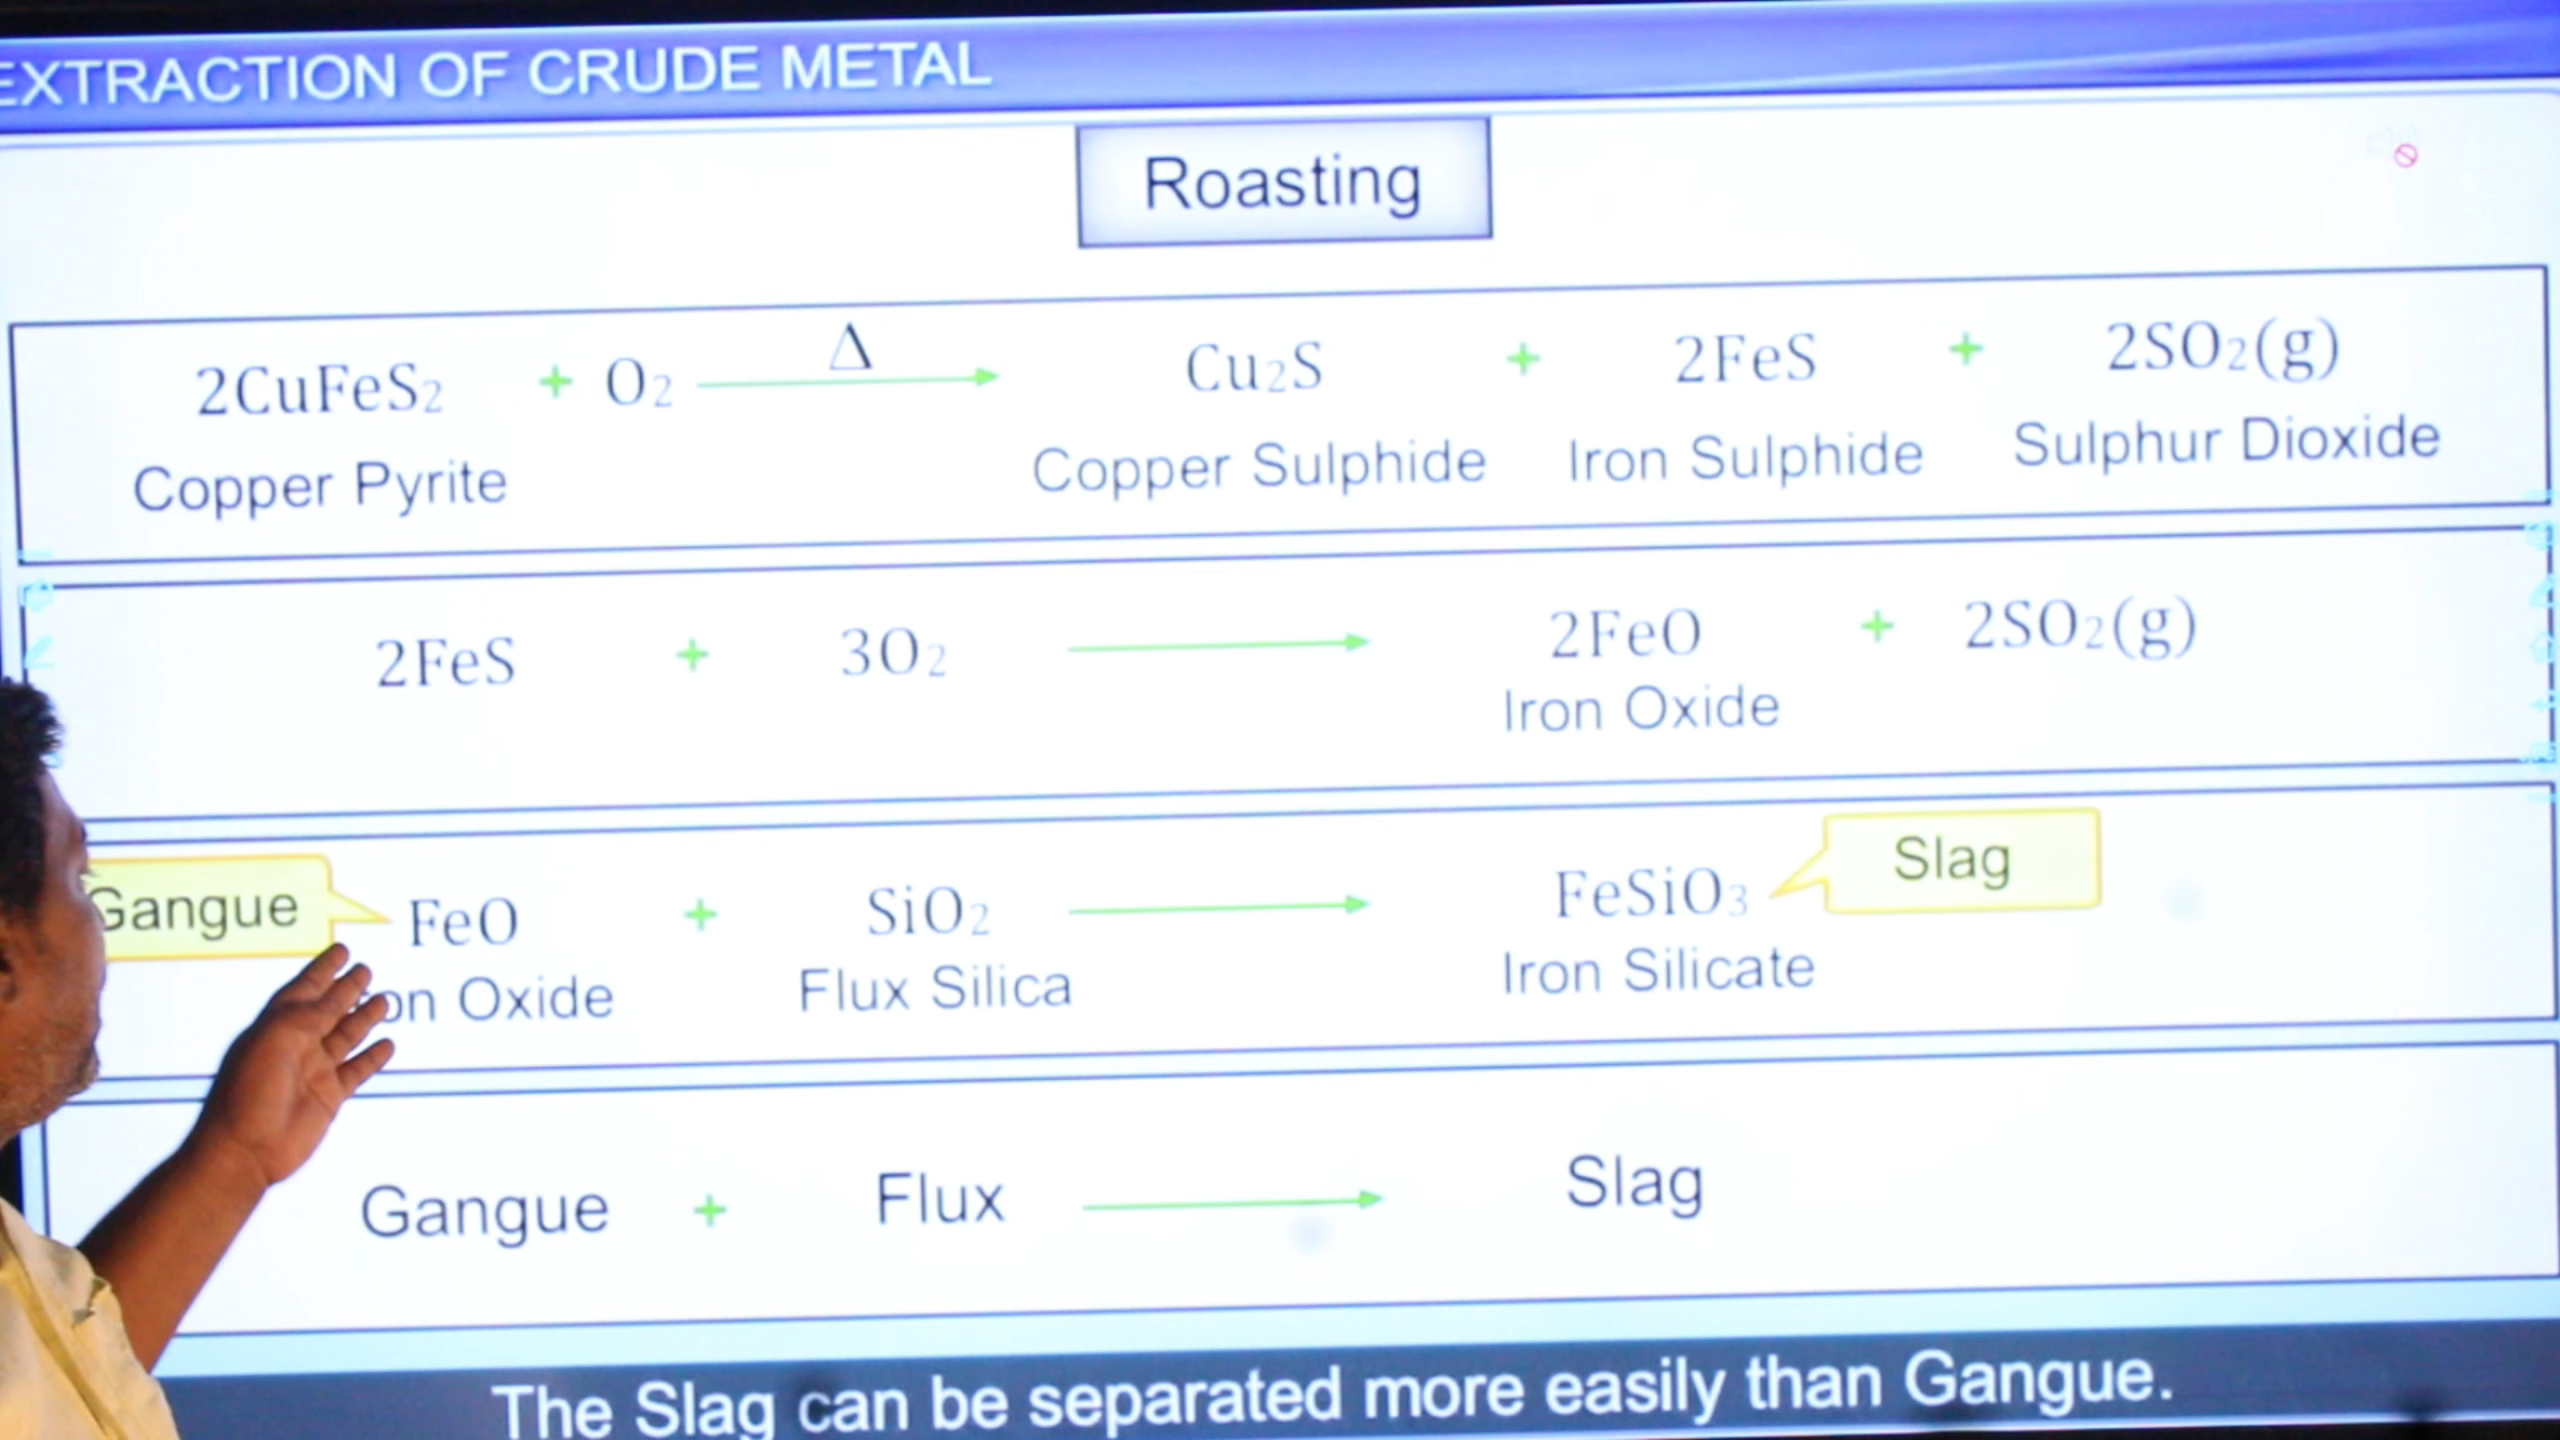 EXTRACTION OF CRUDE METAL
Roasting
2CuFeS₂ + O₂ Δ → Cu₂S + 2FeS + 2SO₂(g)
Copper Pyrite Copper Sulphide Iron Sulphide Sulphur Dioxide
2FeS + 3O₂ → 2FeO + 2SO₂(g)
Iron Oxide
Gangue FeO + SiO₂ → FeSiO₃ Slag
on Oxide Flux Silica Iron Silicate
Gangue + Flux → Slag
The Slag can be separated more easily than Gangue.